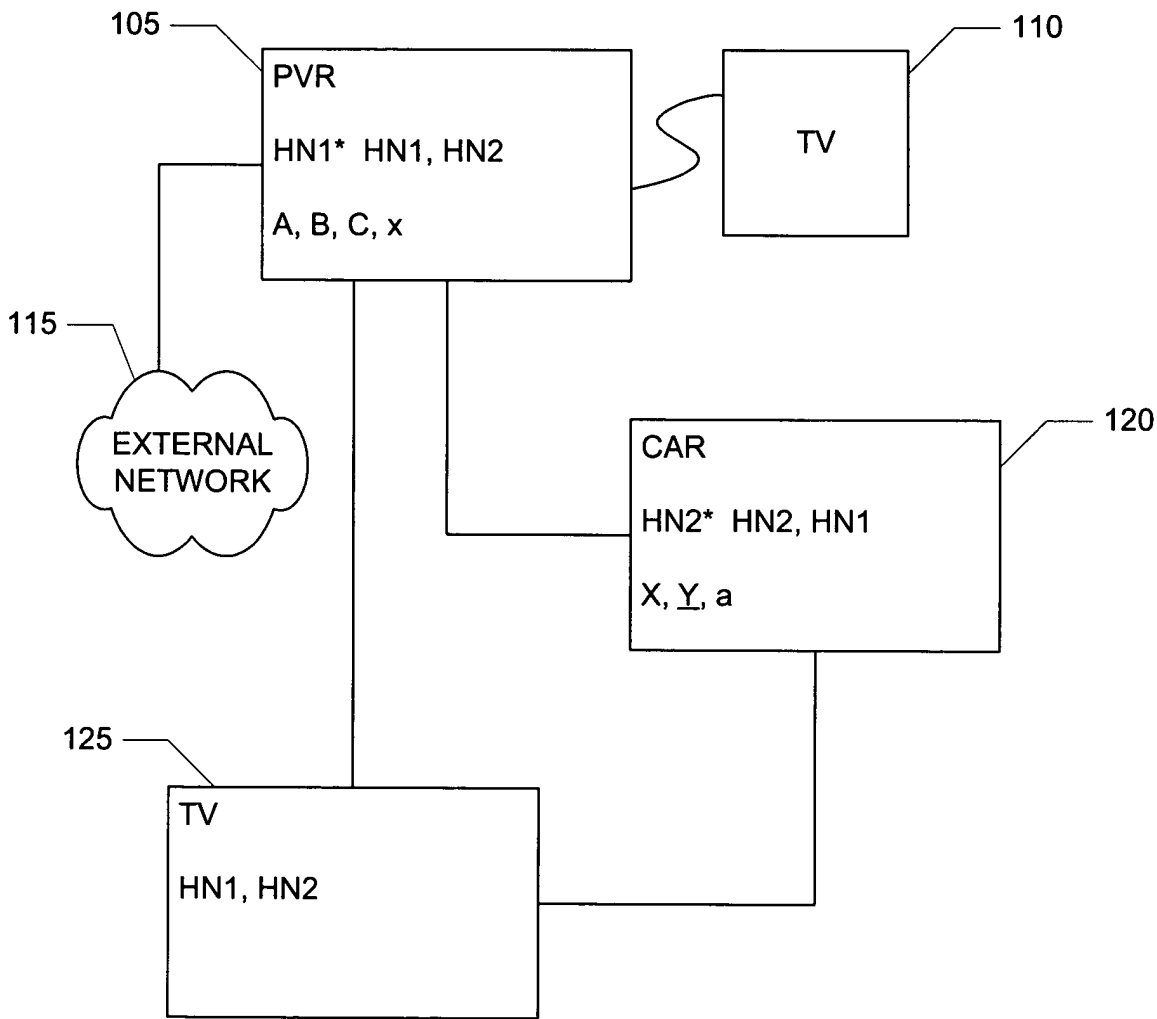 105
PVR
HN1* HN1, HN2
A, B, C, x
110
TV
115
EXTERNAL
NETWORK
120
CAR
HN2* HN2, HN1
X, Y, a
125
TV
HN1, HN2